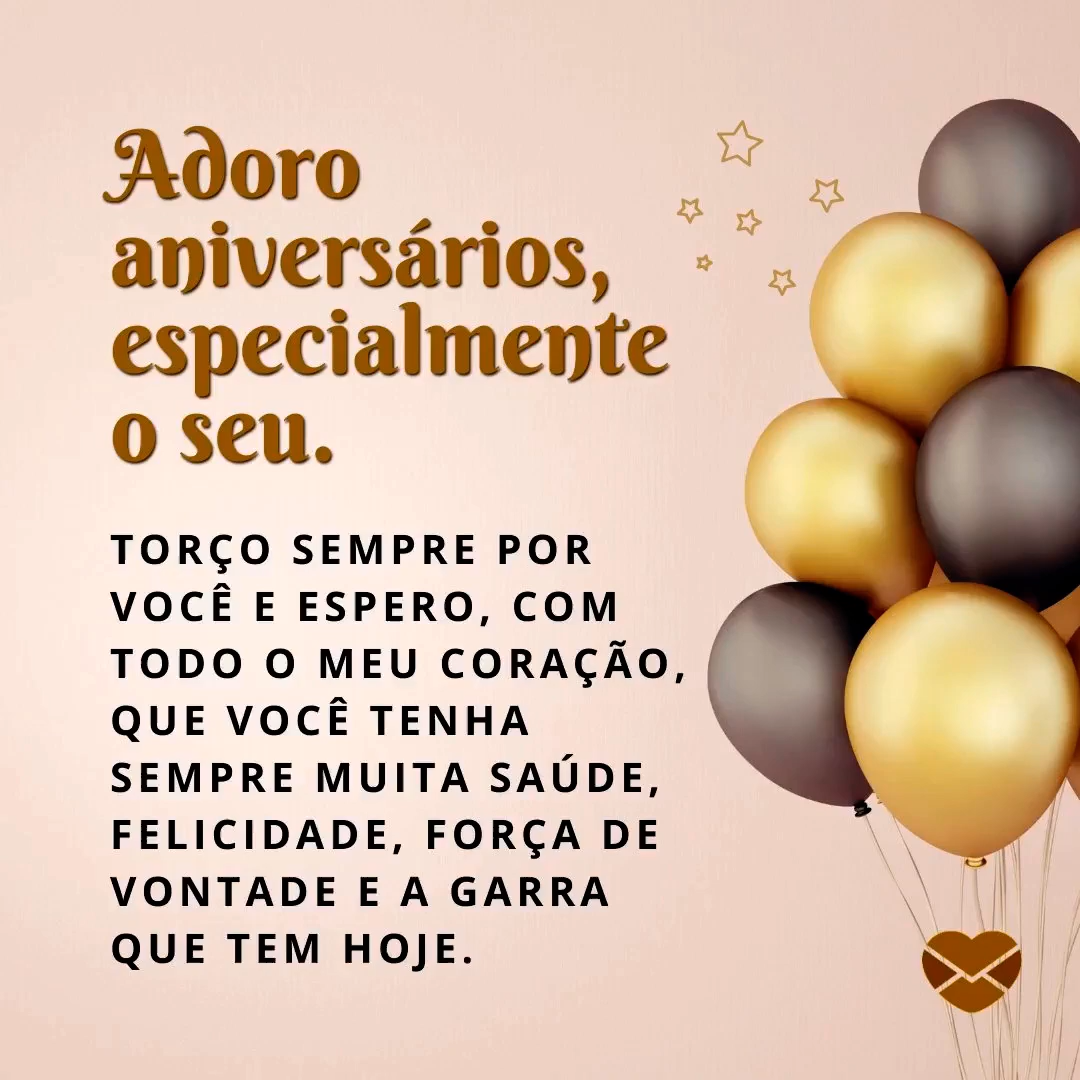 Adoro
aniversários,
especialmente
o seu.
TORÇO SEMPRE POR
VOCÊ E ESPERO, COM
TODO O MEU CORAÇÃO,
QUE VOCÊ TENHA
SEMPRE MUITA SAÚDE,
FELICIDADE, FORÇA DE
VONTADE E A GARRA
QUE TEM HOJE.